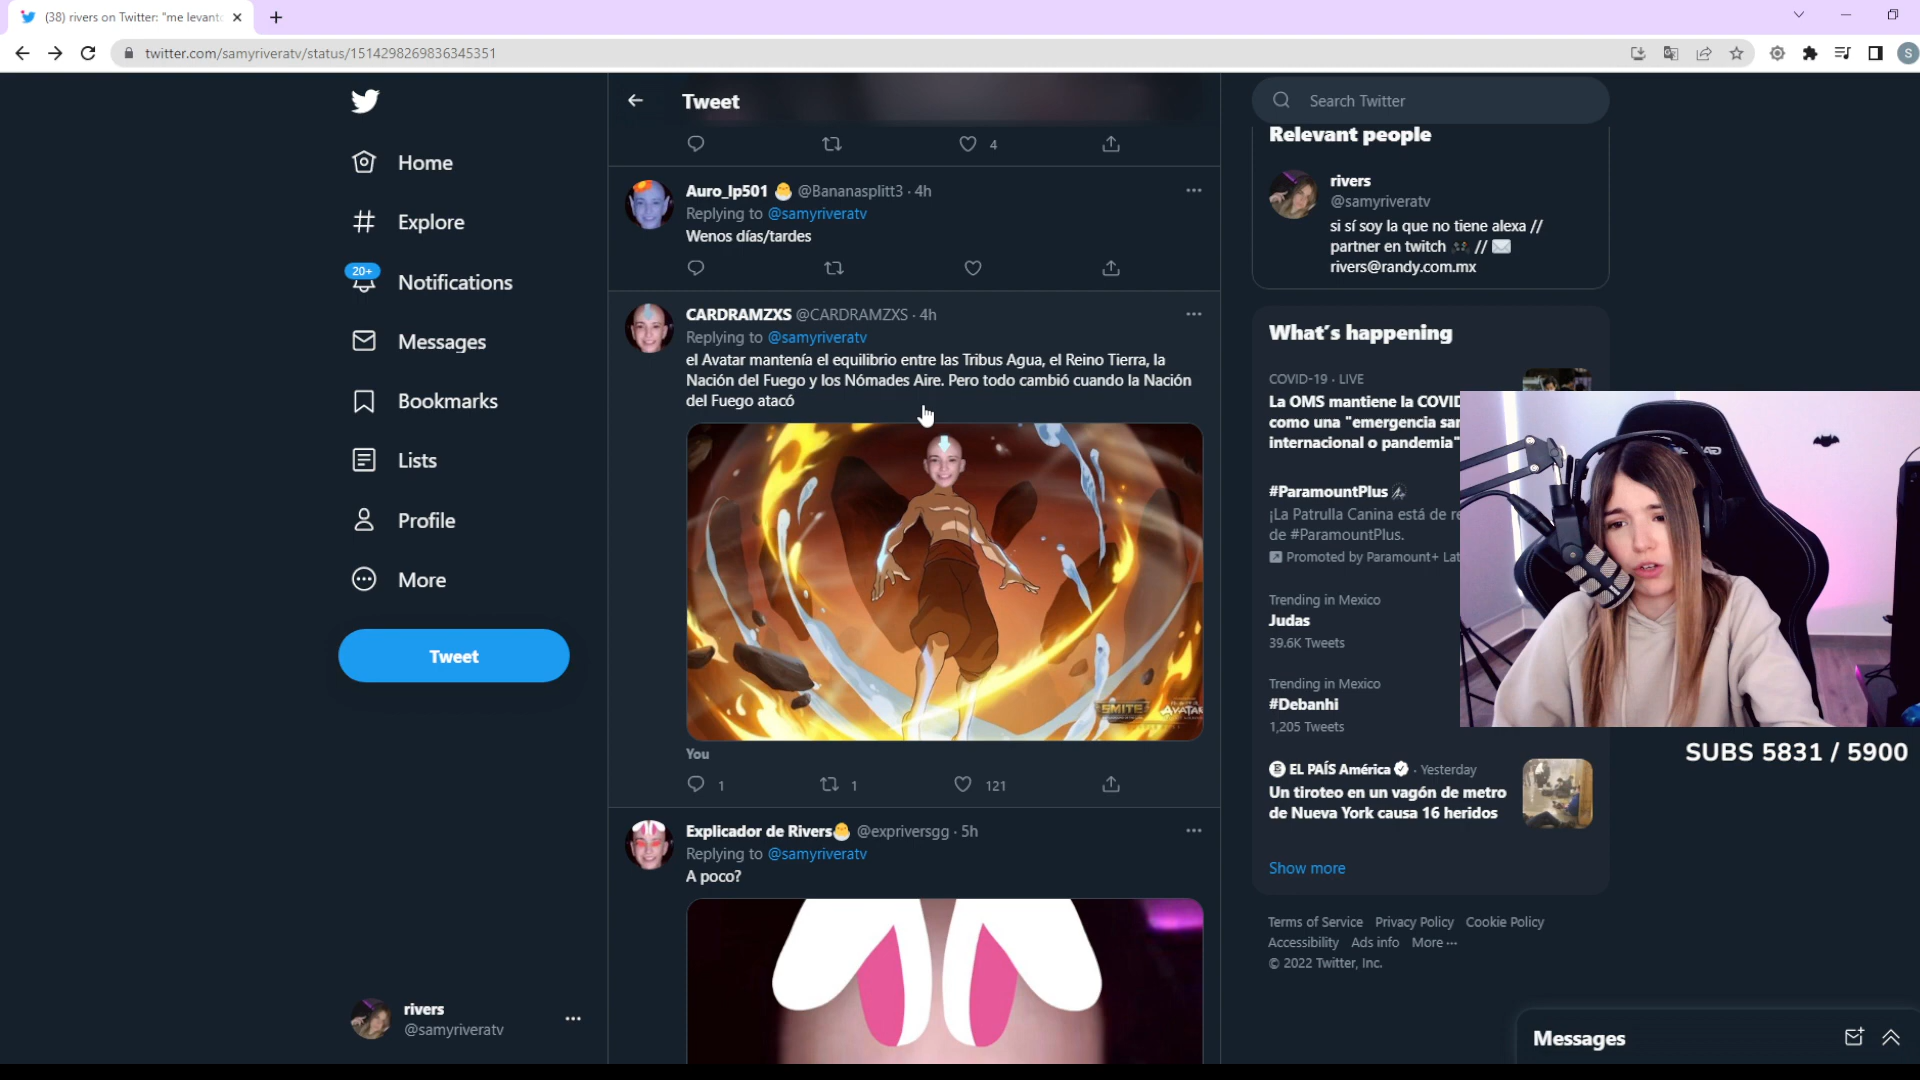 (38) rivers on Twitter: "me levant
twitter.com/samyriveratv/status/1514298269836345351
S
Home
Explore
20+
Notifications
Messages
Bookmarks
Lists
Profile
More
Tweet
rivers
@samyriveratv
Tweet
4
Auro_lp501 @Bananasplitt3 · 4h
Replying to @samyriveratv
Wenos días/tardes
CARDRAMZXS @CARDRAMZXS · 4h
Replying to @samyriveratv
el Avatar mantenía el equilibrio entre las Tribus Agua, el Reino Tierra, la
Nación del Fuego y los Nómades Aire. Pero todo cambió cuando la Nación
del Fuego atacó
SMITE
AVATAR
You
1
1
121
Explicador de Rivers @expriversgg · 5h
Replying to @samyriveratv
A poco?
Search Twitter
Relevant people
rivers
@samyriveratv
si sí soy la que no tiene alexa //
partner en twitch //
rivers@randy.com.mx
What's happening
COVID-19 · LIVE
La OMS mantiene la COVID
como una "emergencia sa
internacional o pandemia"
#ParamountPlus
¡La Patrulla Canina está de re
de #ParamountPlus.
Promoted by Paramount+ Lat
Trending in Mexico
Judas
39.6K Tweets
Trending in Mexico
#Debanhi
1,205 Tweets
EL PAÍS América · Yesterday
Un tiroteo en un vagón de metro
de Nueva York causa 16 heridos
Show more
Terms of Service Privacy Policy Cookie Policy
Accessibility Ads info More ···
© 2022 Twitter, Inc.
SUBS 5831 / 5900
Messages